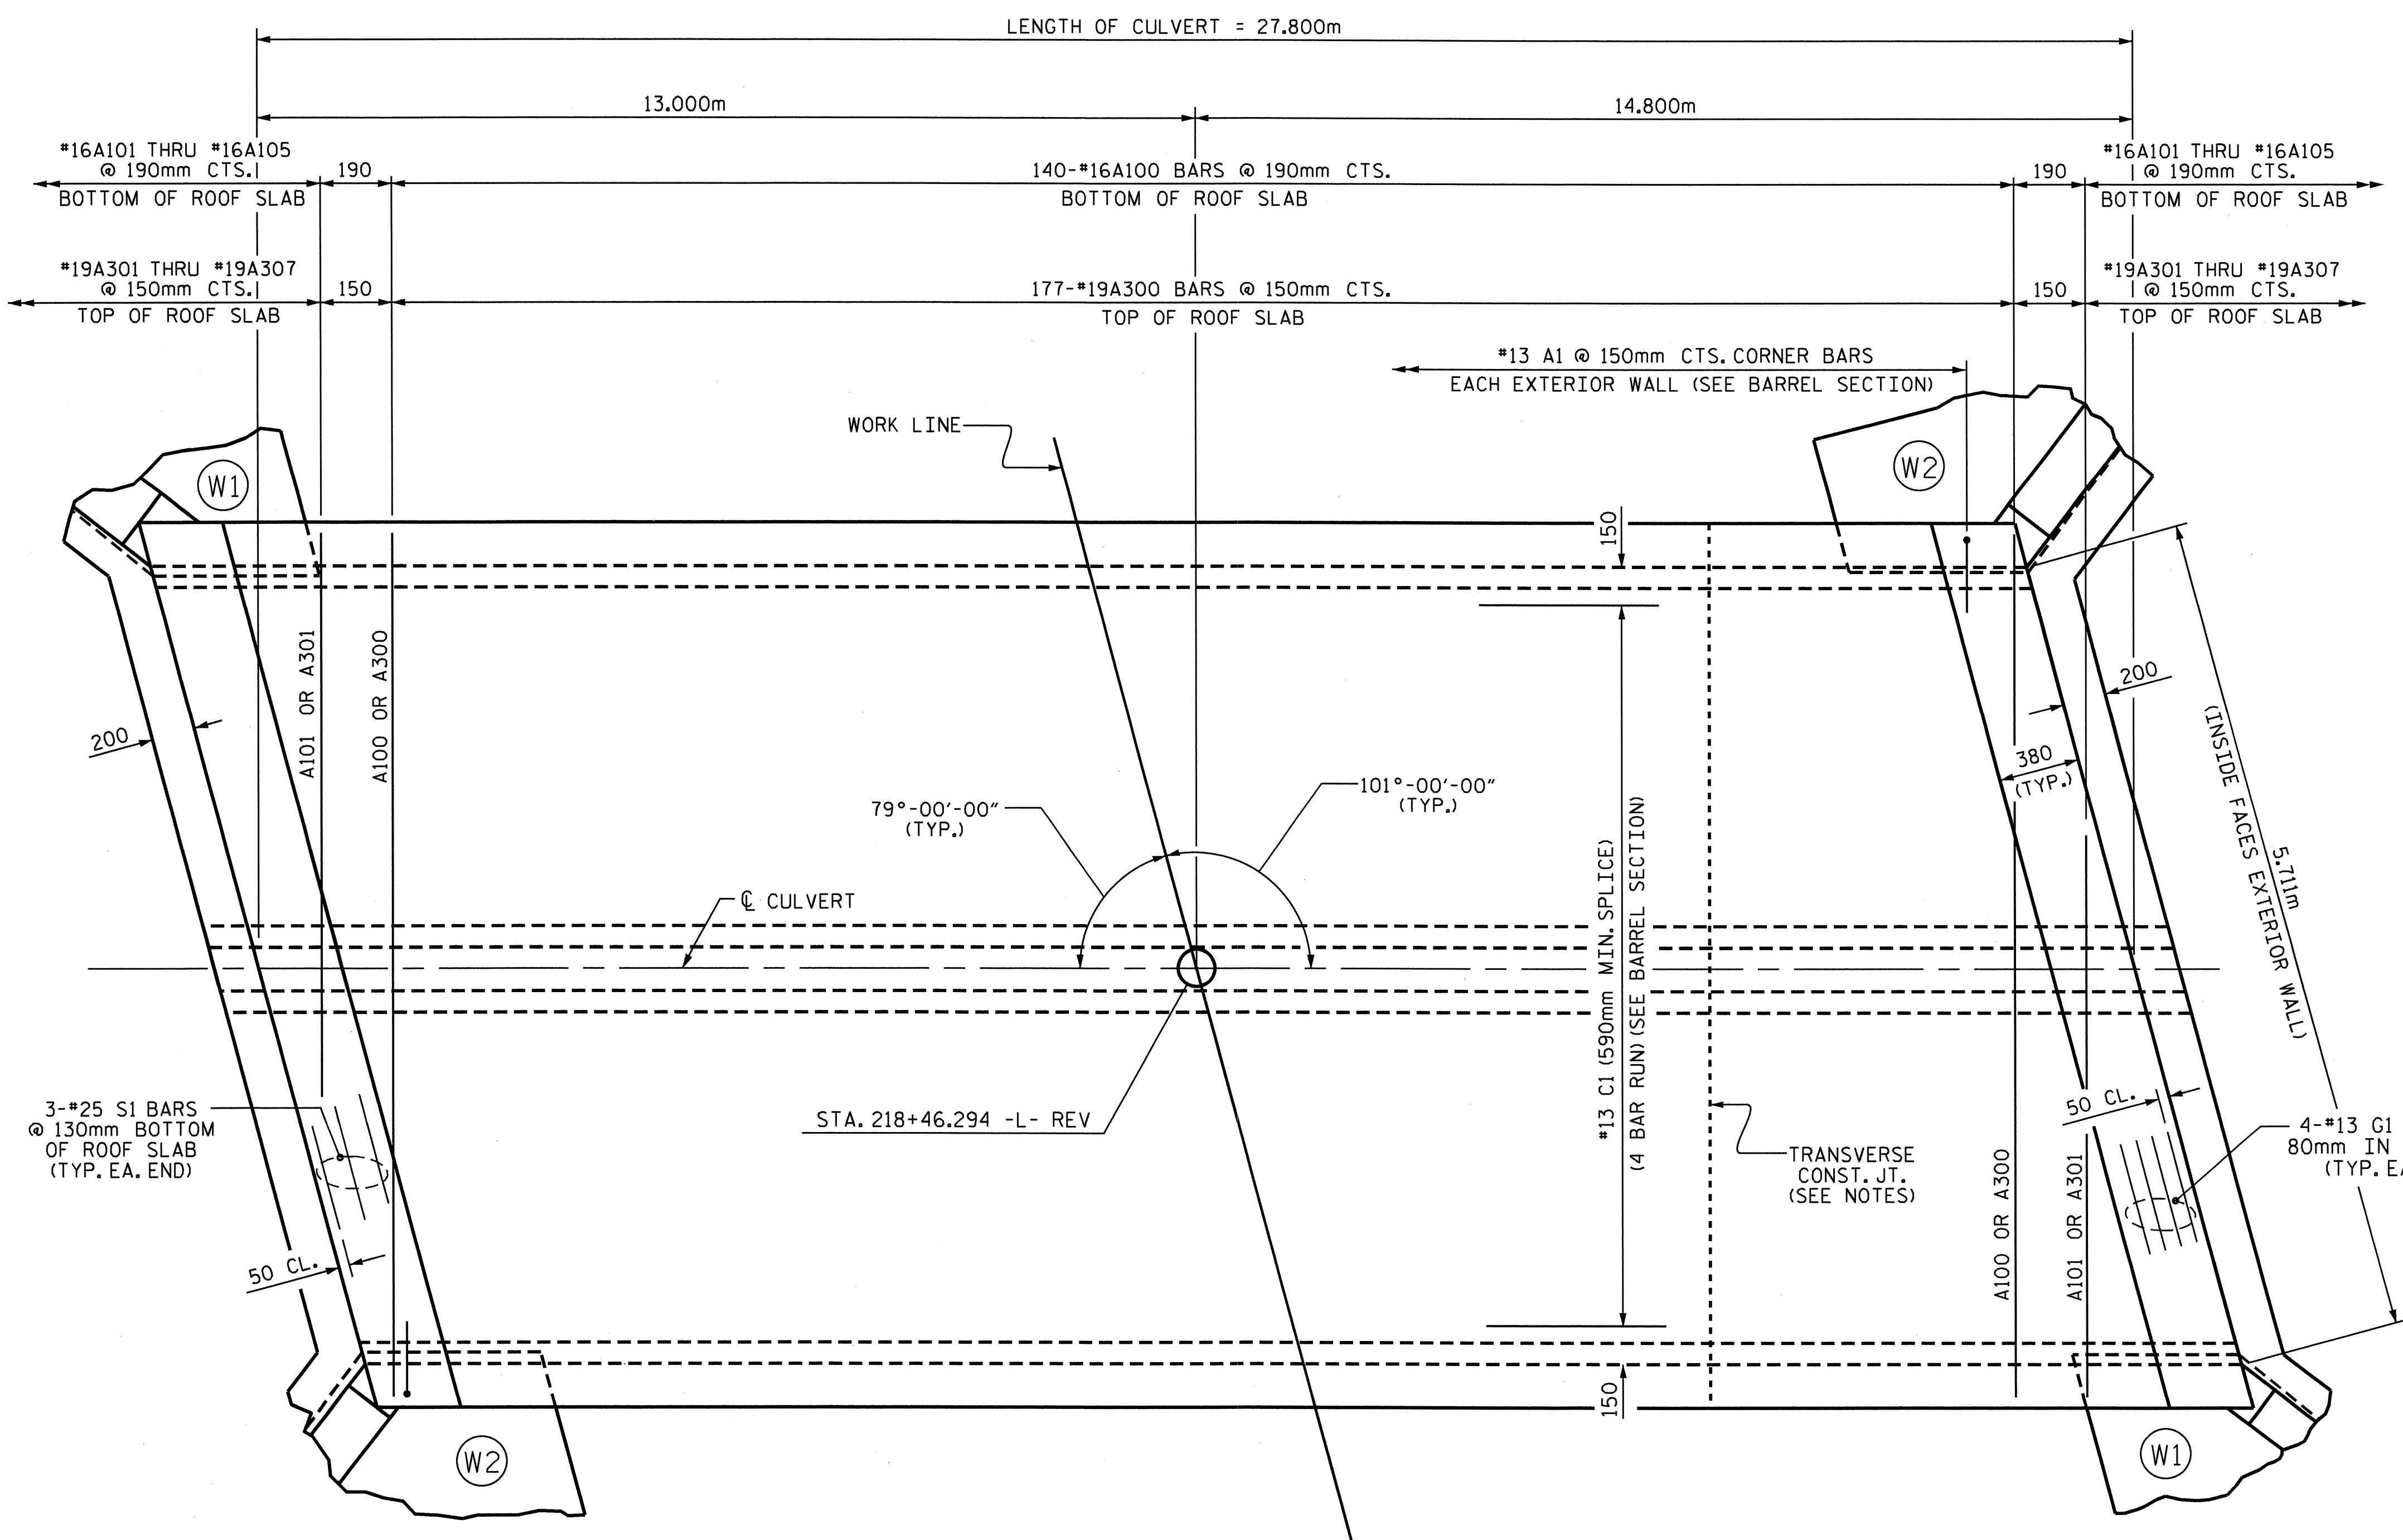 LENGTH OF CULVERT = 27.800m
13.000m
14.800m
#16A101 THRU #16A105
@ 190mm CTS.
BOTTOM OF ROOF SLAB
190
140-#16A100 BARS @ 190mm CTS.
BOTTOM OF ROOF SLAB
190
#16A101 THRU #16A105
@ 190mm CTS.
BOTTOM OF ROOF SLAB
#19A301 THRU #19A307
@ 150mm CTS.
TOP OF ROOF SLAB
150
177-#19A300 BARS @ 150mm CTS.
TOP OF ROOF SLAB
150
#19A301 THRU #19A307
@ 150mm CTS.
TOP OF ROOF SLAB
#13 A1 @ 150mm CTS. CORNER BARS
EACH EXTERIOR WALL (SEE BARREL SECTION)
WORK LINE
W1
W2
150
A101 OR A301
A100 OR A300
200
200
380
(TYP.)
5.711m
(INSIDE FACES EXTERIOR WALL)
79°-00'-00"
(TYP.)
101°-00'-00"
(TYP.)
℄ CULVERT
#13 C1 (590mm MIN. SPLICE)
(4 BAR RUN) (SEE BARREL SECTION)
3-#25 S1 BARS
@ 130mm BOTTOM
OF ROOF SLAB
(TYP. EA. END)
STA. 218+46.294 -L- REV
TRANSVERSE
CONST. JT.
(SEE NOTES)
50 CL.
4-#13 G1
80mm IN
(TYP. EA
A100 OR A300
A101 OR A301
50 CL.
150
W2
W1